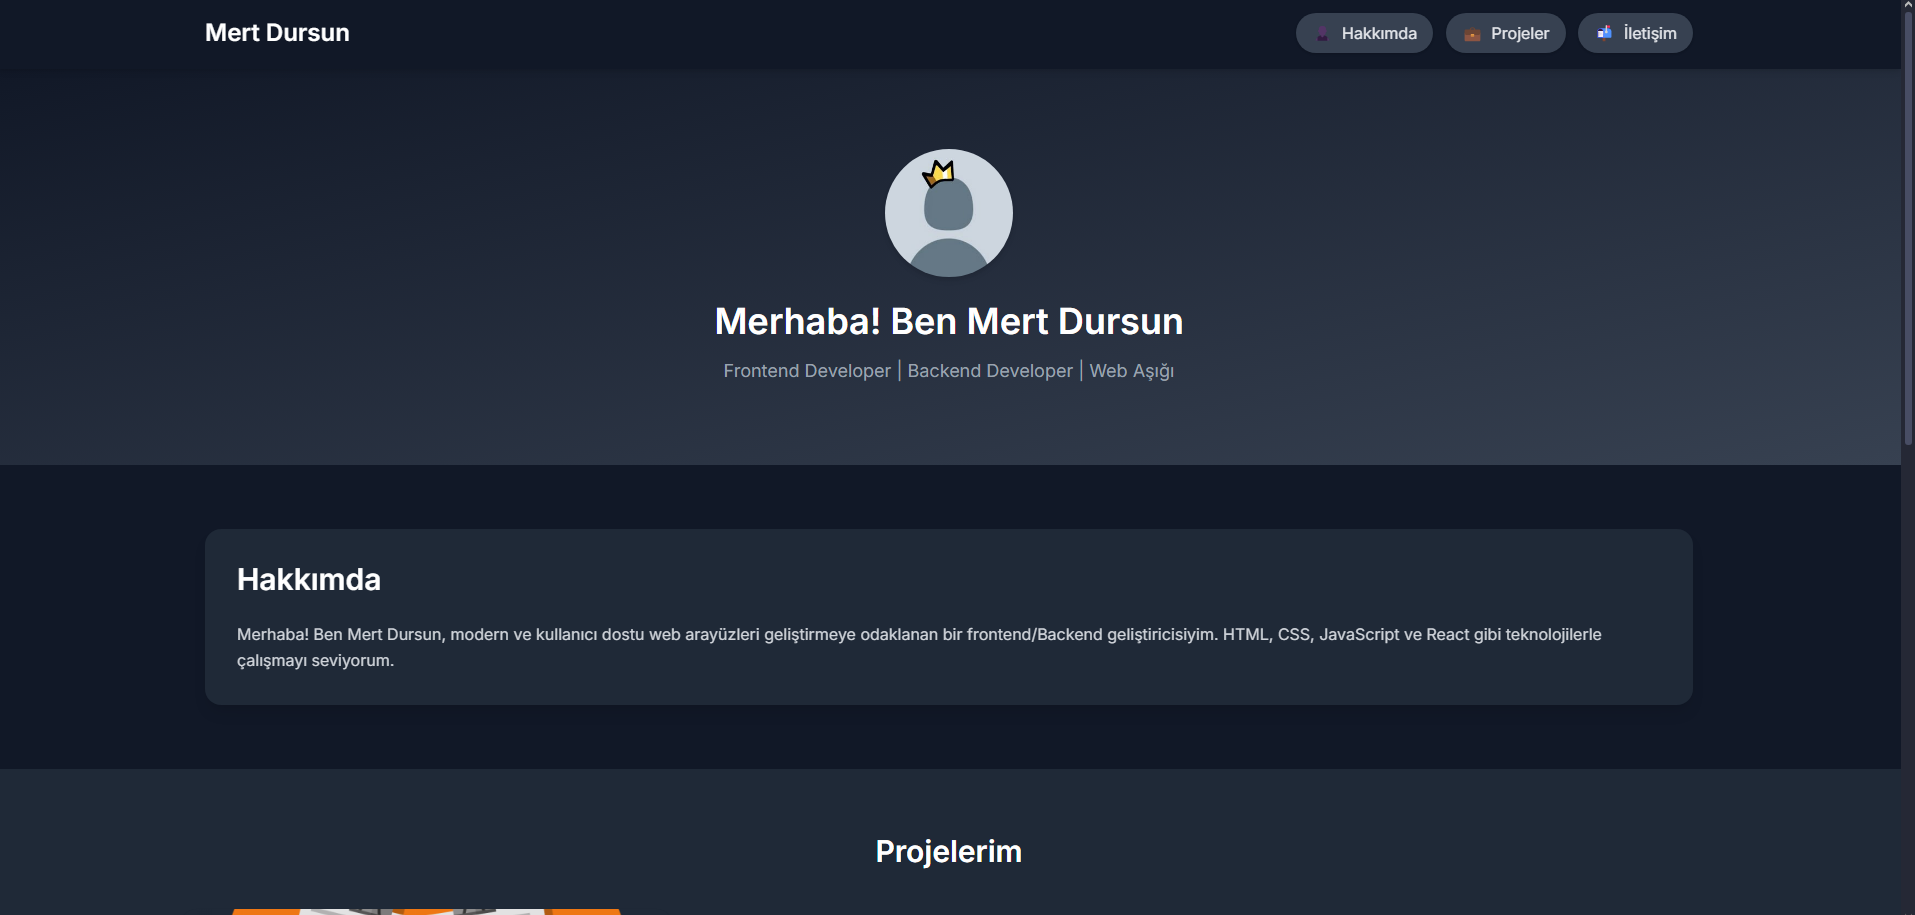 Mert Dursun
Hakkımda
Projeler
İletişim
Merhaba! Ben Mert Dursun
Frontend Developer | Backend Developer | Web Aşığı
Hakkımda
Merhaba! Ben Mert Dursun, modern ve kullanıcı dostu web arayüzleri geliştirmeye odaklanan bir frontend/Backend geliştiricisiyim. HTML, CSS, JavaScript ve React gibi teknolojilerle
çalışmayı seviyorum.
Projelerim